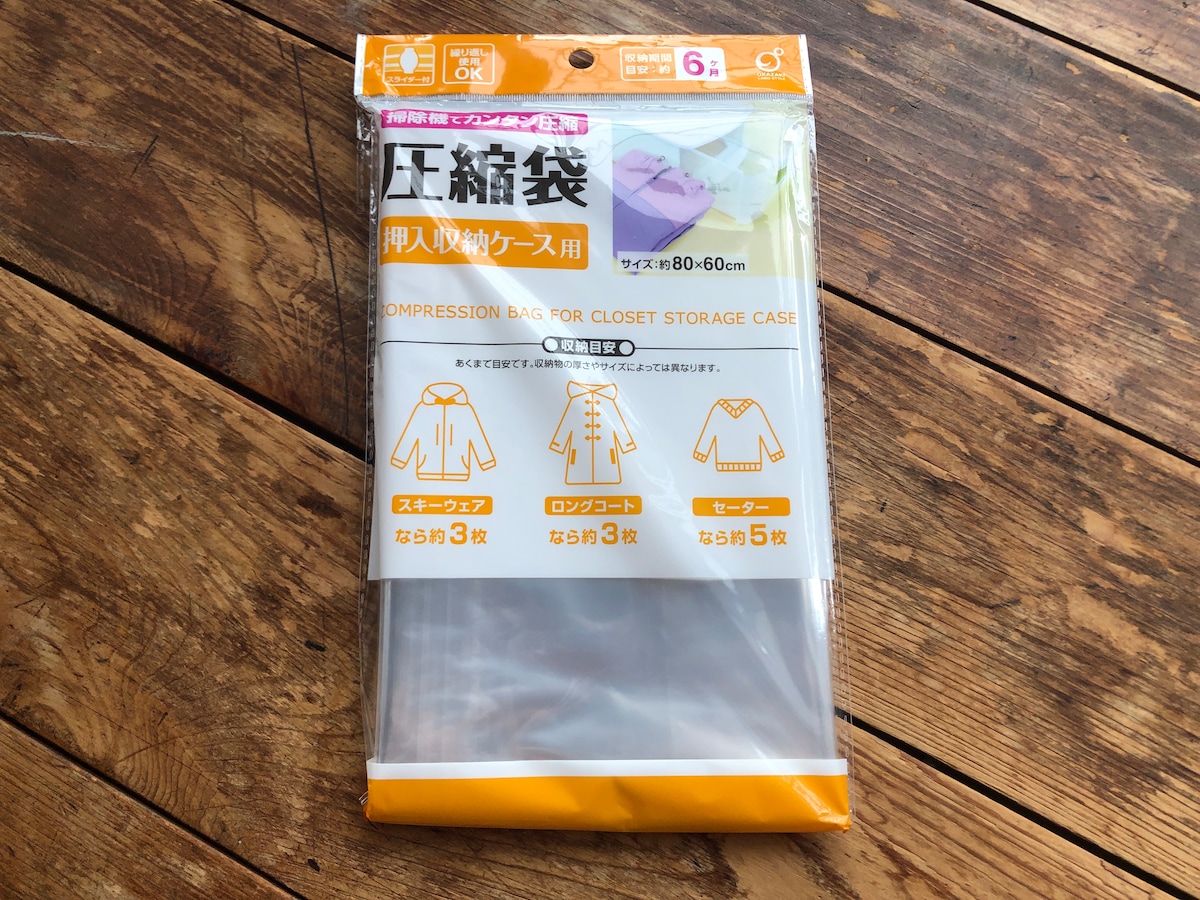 スライダー付
繰り返し
使用
OK
収納期間
目安:約
6ヶ月
OKAZAKI
掃除機でカンタン圧縮
圧縮袋
押入収納ケース用
サイズ:約80×60cm
COMPRESSION BAG FOR CLOSET STORAGE CASE
収納目安
あくまで目安です。収納物の厚さやサイズによっては異なります。
スキーウェア
なら約3枚
ロングコート
なら約3枚
セーター
なら約5枚